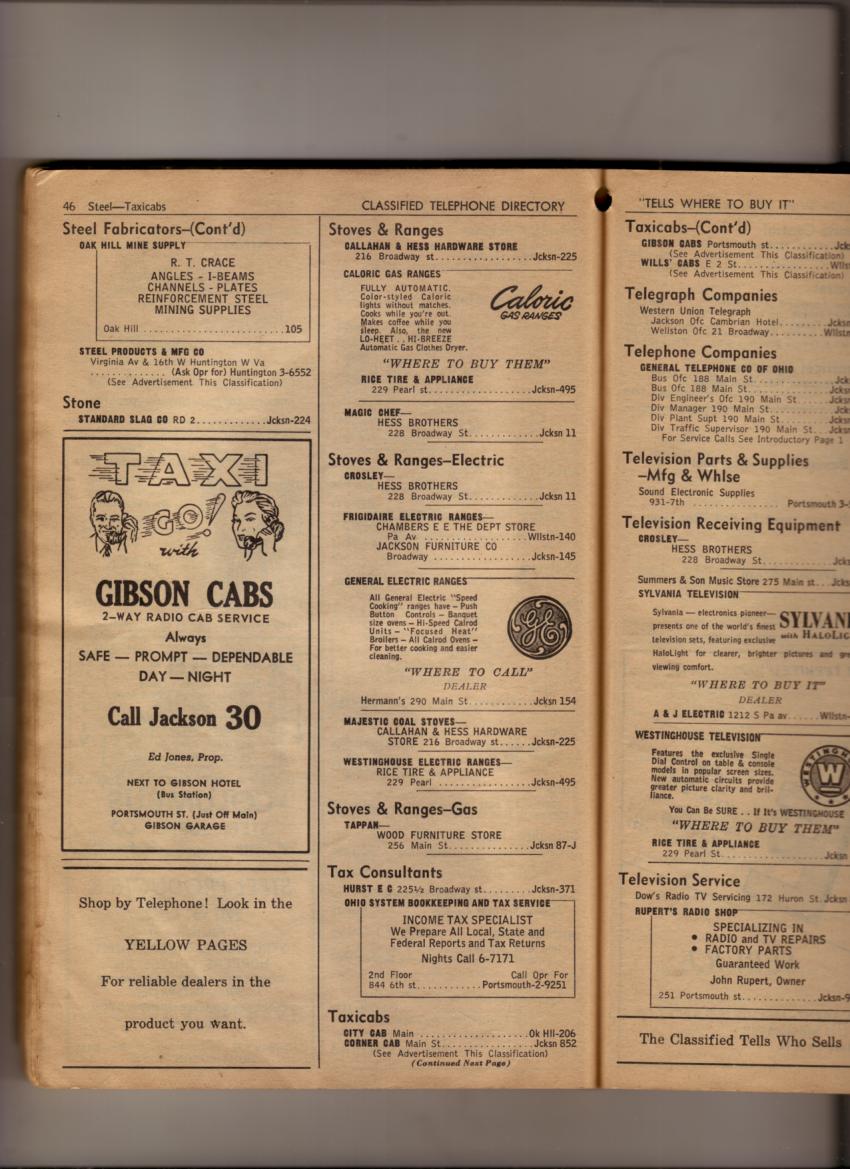 46 Steel—Taxicabs
CLASSIFIED TELEPHONE DIRECTORY
Steel Fabricators–(Cont'd)
OAK HILL MINE SUPPLY
R. T. CRACE
ANGLES - I-BEAMS
CHANNELS - PLATES
REINFORCEMENT STEEL
MINING SUPPLIES
Oak Hill ..............................105
STEEL PRODUCTS & MFG CO
Virginia Av & 16th W Huntington W Va
.............. (Ask Opr for) Huntington 3-6552
(See Advertisement This Classification)
Stone
STANDARD SLAG CO RD 2............Jcksn-224
TAXI
GO!
with
GIBSON CABS
2–WAY RADIO CAB SERVICE
Always
SAFE — PROMPT — DEPENDABLE
DAY — NIGHT
Call Jackson 30
Ed Jones, Prop.
NEXT TO GIBSON HOTEL
(Bus Station)
PORTSMOUTH ST. (Just Off Main)
GIBSON GARAGE
Shop by Telephone! Look in the
YELLOW PAGES
For reliable dealers in the
product you want.
Stoves & Ranges
CALLAHAN & HESS HARDWARE STORE
216 Broadway st.................Jcksn-225
CALORIC GAS RANGES
FULLY AUTOMATIC.
Color-styled Caloric
lights without matches.
Cooks while you're out.
Makes coffee while you
sleep. Also, the new
LO-HEET . . HI-BREEZE
Automatic Gas Clothes Dryer.
Caloric
GAS RANGES
"WHERE TO BUY THEM"
RICE TIRE & APPLIANCE
229 Pearl st....................Jcksn-495
MAGIC CHEF—
HESS BROTHERS
228 Broadway St............Jcksn 11
Stoves & Ranges–Electric
CROSLEY—
HESS BROTHERS
228 Broadway St............Jcksn 11
FRIGIDAIRE ELECTRIC RANGES—
CHAMBERS E E THE DEPT STORE
Pa Av ...................Wllstn-140
JACKSON FURNITURE CO
Broadway ..................Jcksn-145
GENERAL ELECTRIC RANGES
All General Electric "Speed
Cooking" ranges have – Push
Button Controls – Banquet
size ovens – Hi-Speed Calrod
Units – "Focused Heat"
Broilers – All Calrod Ovens –
For better cooking and easier
cleaning.
GE
"WHERE TO CALL"
DEALER
Hermann's 290 Main St..............Jcksn 154
MAJESTIC COAL STOVES—
CALLAHAN & HESS HARDWARE
STORE 216 Broadway st......Jcksn-225
WESTINGHOUSE ELECTRIC RANGES—
RICE TIRE & APPLIANCE
229 Pearl ..................Jcksn-495
Stoves & Ranges–Gas
TAPPAN—
WOOD FURNITURE STORE
256 Main St..............Jcksn 87-J
Tax Consultants
HURST E C 225½ Broadway st........Jcksn-371
OHIO SYSTEM BOOKKEEPING AND TAX SERVICE
INCOME TAX SPECIALIST
We Prepare All Local, State and
Federal Reports and Tax Returns
Nights Call 6-7171
2nd Floor Call Opr For
844 6th st...........Portsmouth-2-9251
Taxicabs
CITY CAB Main ...................Ok Hll-206
CORNER CAB Main St................Jcksn 852
(See Advertisement This Classification)
(Continued Next Page)
"TELLS WHERE TO BUY IT"
Taxicabs–(Cont'd)
GIBSON CABS Portsmouth st............Jck
(See Advertisement This Classification)
WILLS' CABS E 2 St..............Wlls
(See Advertisement This Classification)
Telegraph Companies
Western Union Telegraph
Jackson Ofc Cambrian Hotel........Jcksn
Wellston Ofc 21 Broadway.........Wllstn
Telephone Companies
GENERAL TELEPHONE CO OF OHIO
Bus Ofc 188 Main St..............Jck
Bus Ofc 188 Main St..............Jcks
Div Engineer's Ofc 190 Main St....Jcks
Div Manager 190 Main St..........Jcks
Div Plant Supt 190 Main St.......Jcks
Div Traffic Supervisor 190 Main St..Jcks
For Service Calls See Introductory Page 1
Television Parts & Supplies
–Mfg & Whlse
Sound Electronic Supplies
931-7th ................ Portsmouth 3-
Television Receiving Equipment
CROSLEY—
HESS BROTHERS
228 Broadway St............Jck
Summers & Son Music Store 275 Main st...Jcks
SYLVANIA TELEVISION
Sylvania – electronics pioneer–
presents one of the world's finest
television sets, featuring exclusive
HaloLight for clearer, brighter pictures and gre
viewing comfort.
SYLVANI
with HALOLIG
"WHERE TO BUY IT"
DEALER
A & J ELECTRIC 1212 S Pa av......Wllstn-
WESTINGHOUSE TELEVISION
Features the exclusive Single
Dial Control on table & console
models in popular screen sizes.
New automatic circuits provide
greater picture clarity and bril-
liance.
WESTINGH
W
You Can Be SURE . . If It's WESTINGHOUSE
"WHERE TO BUY THEM"
RICE TIRE & APPLIANCE
229 Pearl St....................Jcksn
Television Service
Dow's Radio TV Servicing 172 Huron St.Jcksn
RUPERT'S RADIO SHOP
SPECIALIZING IN
• RADIO and TV REPAIRS
• FACTORY PARTS
Guaranteed Work
John Rupert, Owner
251 Portsmouth st..............Jcksn-9
The Classified Tells Who Sells